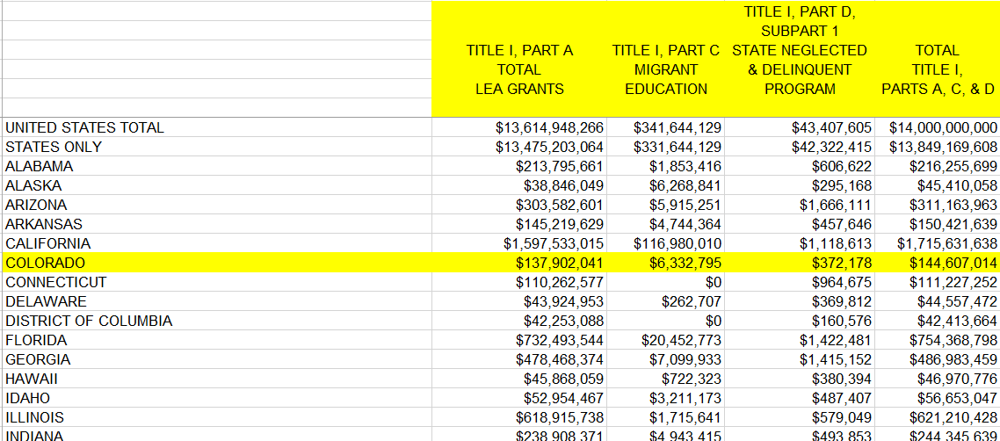 TITLE I, PART A TOTAL LEA GRANTS	TITLE I, PART C MIGRANT EDUCATION	TITLE I, PART D, SUBPART 1 STATE NEGLECTED & DELINQUENT PROGRAM	TOTAL TITLE I, PARTS A, C, & D
UNITED STATES TOTAL	$13,614,948,266	$341,644,129	$43,407,605	$14,000,000,000
STATES ONLY	$13,475,203,064	$331,644,129	$42,322,415	$13,849,169,608
ALABAMA	$213,795,661	$1,853,416	$606,622	$216,255,699
ALASKA	$38,846,049	$6,268,841	$295,168	$45,410,058
ARIZONA	$303,582,601	$5,915,251	$1,666,111	$311,163,963
ARKANSAS	$145,219,629	$4,744,364	$457,646	$150,421,639
CALIFORNIA	$1,597,533,015	$116,980,010	$1,118,613	$1,715,631,638
COLORADO	$137,902,041	$6,332,795	$372,178	$144,607,014
CONNECTICUT	$110,262,577	$0	$964,675	$111,227,252
DELAWARE	$43,924,953	$262,707	$369,812	$44,557,472
DISTRICT OF COLUMBIA	$42,253,088	$0	$160,576	$42,413,664
FLORIDA	$732,493,544	$20,452,773	$1,422,481	$754,368,798
GEORGIA	$478,468,374	$7,099,933	$1,415,152	$486,983,459
HAWAII	$45,868,059	$722,323	$380,394	$46,970,776
IDAHO	$52,954,467	$3,211,173	$487,407	$56,653,047
ILLINOIS	$618,915,738	$1,715,641	$579,049	$621,210,428
INDIANA	$238,908,371	$4,943,415	$493,853	$244,345,639